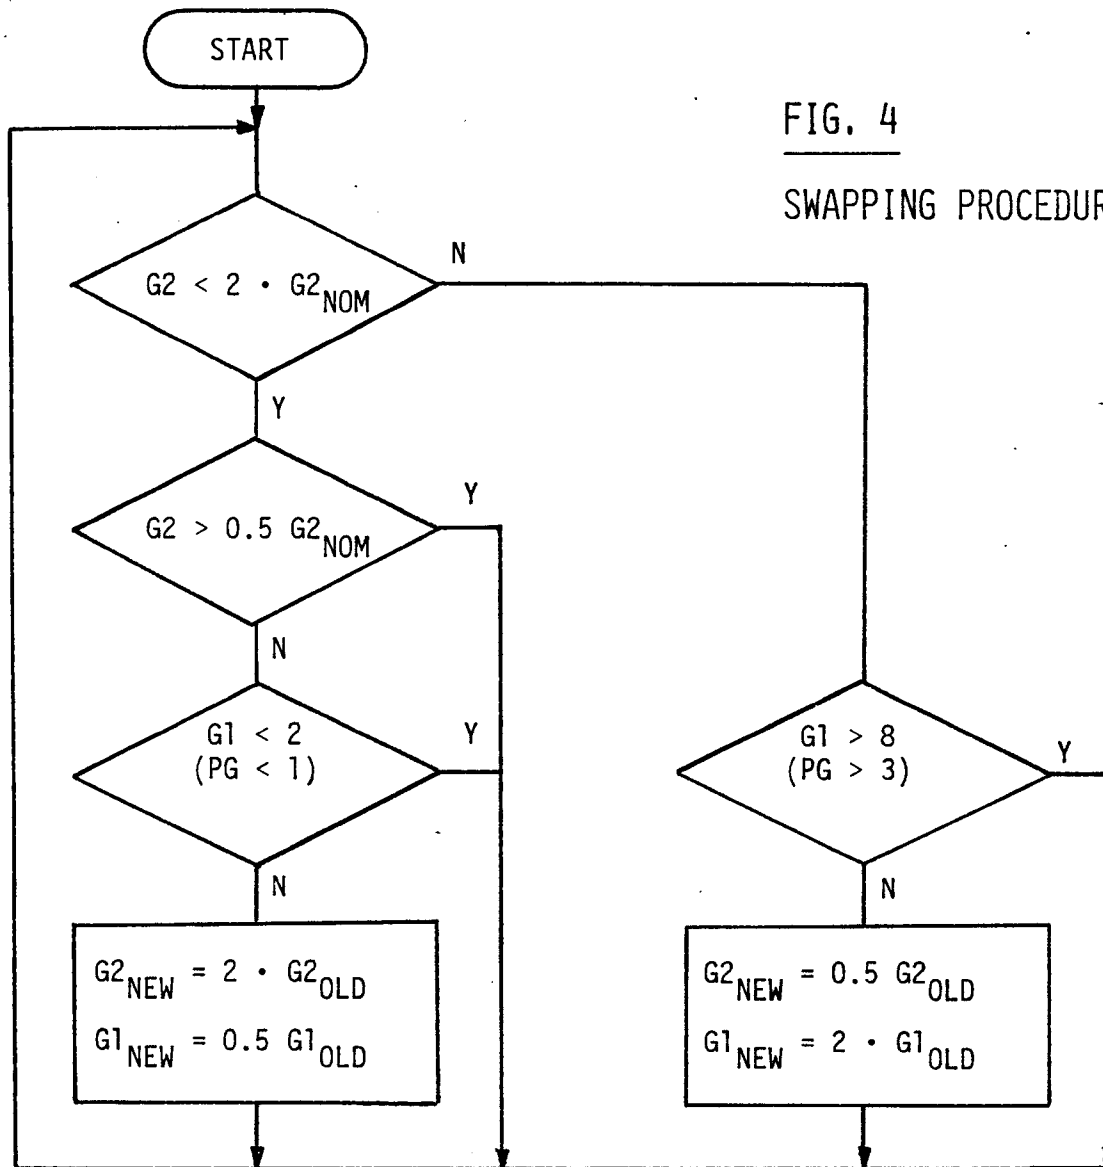 START
FIG. 4
SWAPPING PROCEDUR
G2 < 2 · G2NOM
N
Y
G2 > 0.5 G2NOM
Y
N
G1 < 2
(PG < 1)
Y
N
G1 > 8
(PG > 3)
Y
N
G2NEW = 2 · G2OLD
G1NEW = 0.5 G1OLD
G2NEW = 0.5 G2OLD
G1NEW = 2 · G1OLD